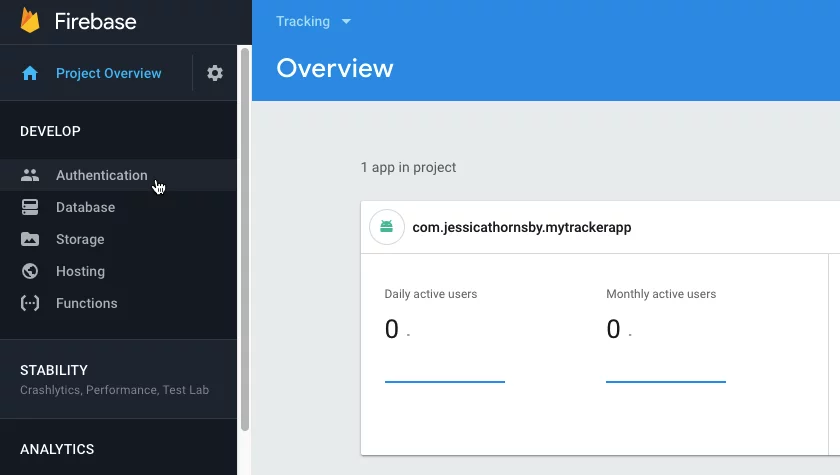 Firebase
Project Overview
DEVELOP
Authentication
Database
Storage
Hosting
Functions
STABILITY
Crashlytics, Performance, Test Lab
ANALYTICS
Tracking
Overview
1 app in project
com.jessicathornsby.mytrackerapp
Daily active users
0 -
Monthly active users
0 -